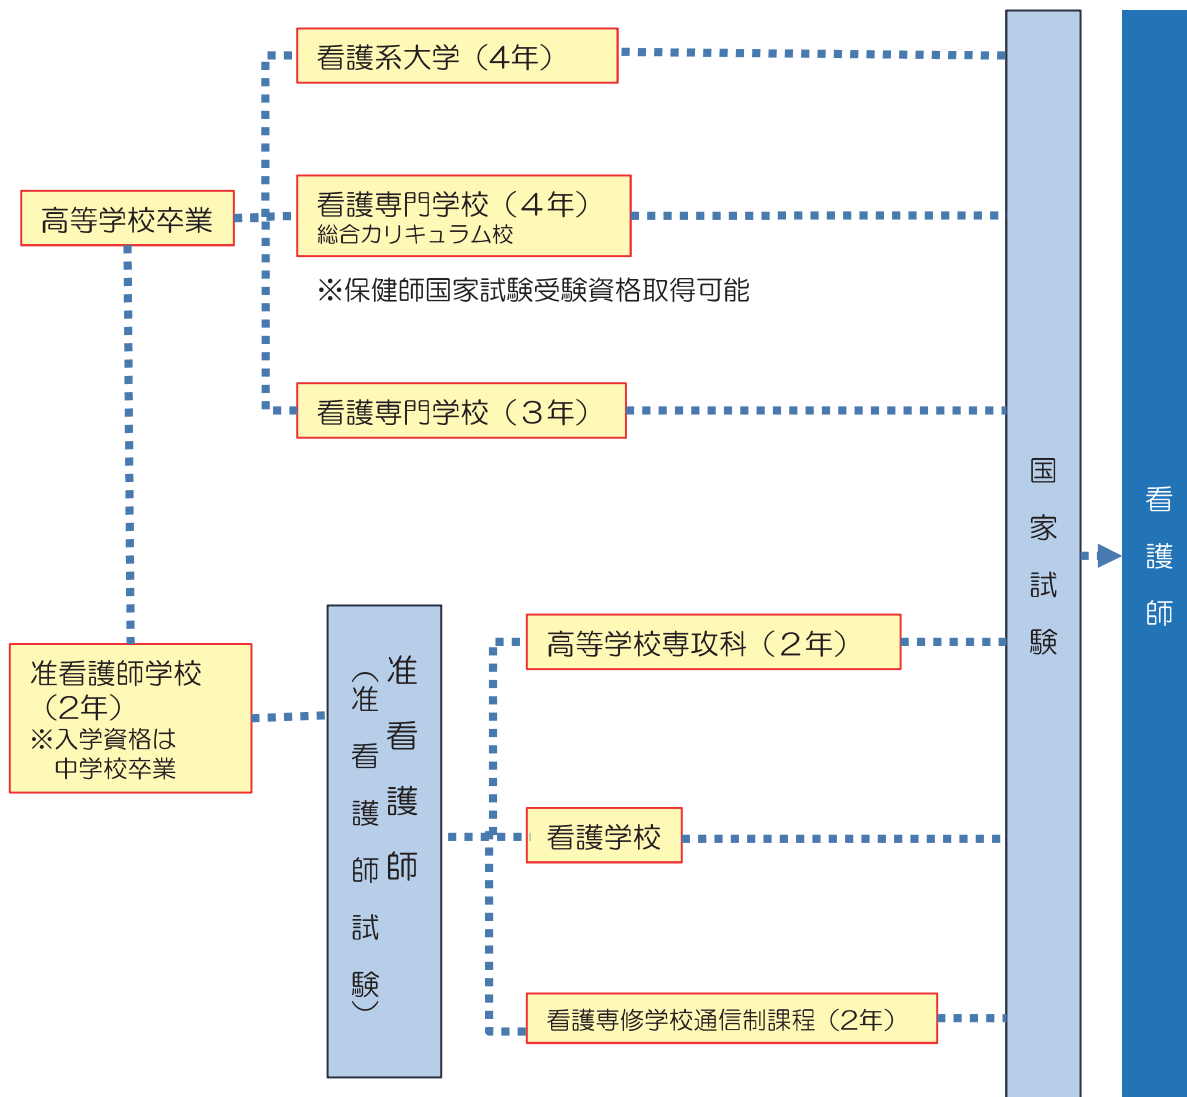 看護系大学（4年）
高等学校卒業
看護専門学校（4年）
総合カリキュラム校
※保健師国家試験受験資格取得可能
看護専門学校（３年）
准看護師学校
（2年）
※入学資格は
中学校卒業
准看護師
（准看護師試験）
高等学校専攻科（２年）
看護学校
看護専修学校通信制課程（2年）
国家試験
看護師